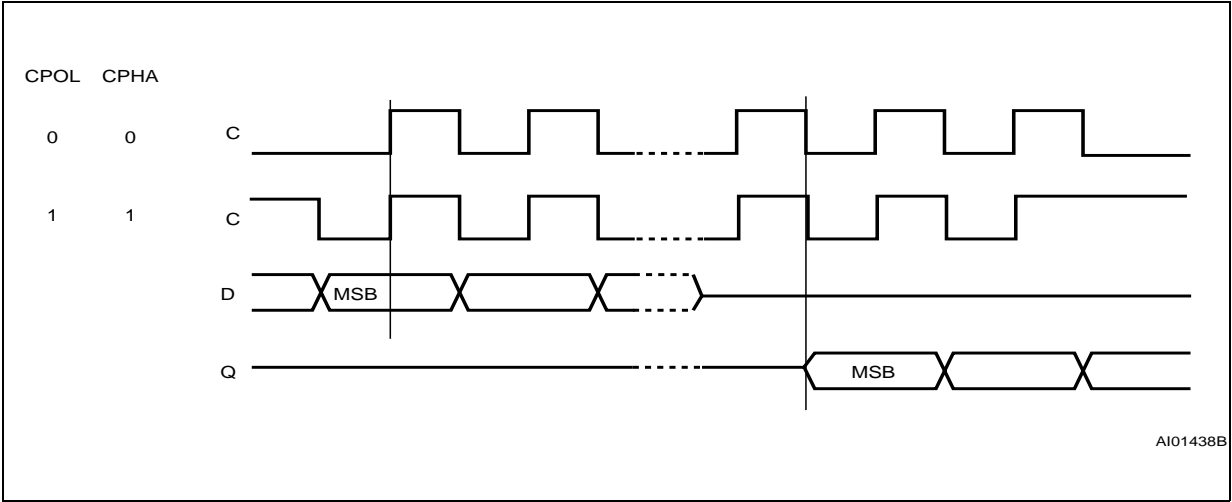 CPOL CPHA
0 0 C
1 1 C
D MSB
Q MSB
AI01438B